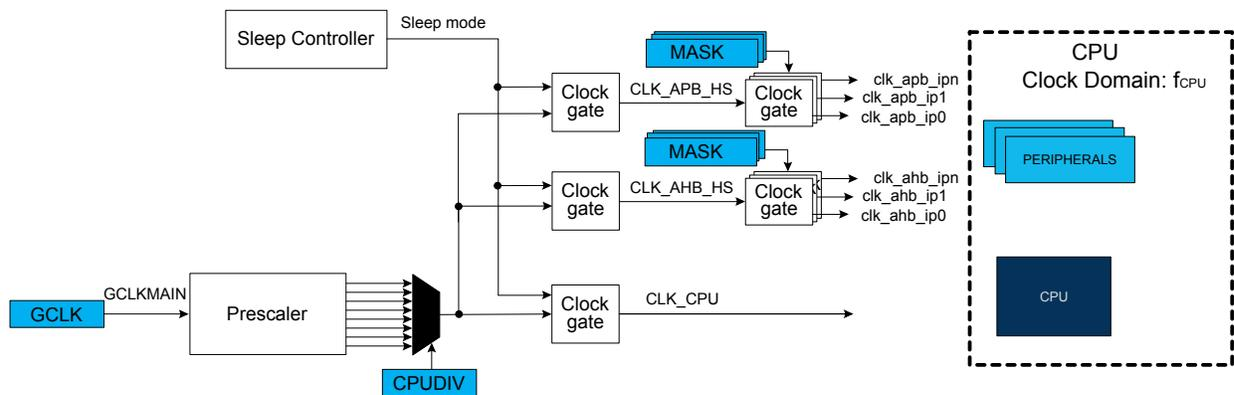 Sleep mode
Sleep Controller
MASK
CPU
Clock Domain: fCPU
Clock
gate
CLK_APB_HS
Clock
gate
clk_apb_ipn
clk_apb_ip1
clk_apb_ip0
MASK
PERIPHERALS
Clock
gate
CLK_AHB_HS
Clock
gate
clk_ahb_ipn
clk_ahb_ip1
clk_ahb_ip0
GCLK
GCLKMAIN
Prescaler
Clock
gate
CLK_CPU
CPU
CPUDIV